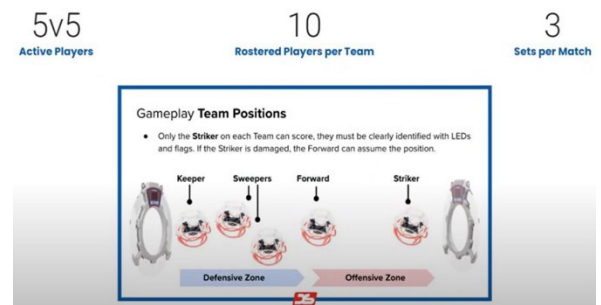 5v5
Active Players
10
Rostered Players per Team
3
Sets per Match
Gameplay Team Positions
• Only the Striker on each Team can score, they must be clearly identified with LEDs
and flags. If the Striker is damaged, the Forward can assume the position.
Keeper Sweepers Forward Striker
Defensive Zone Offensive Zone